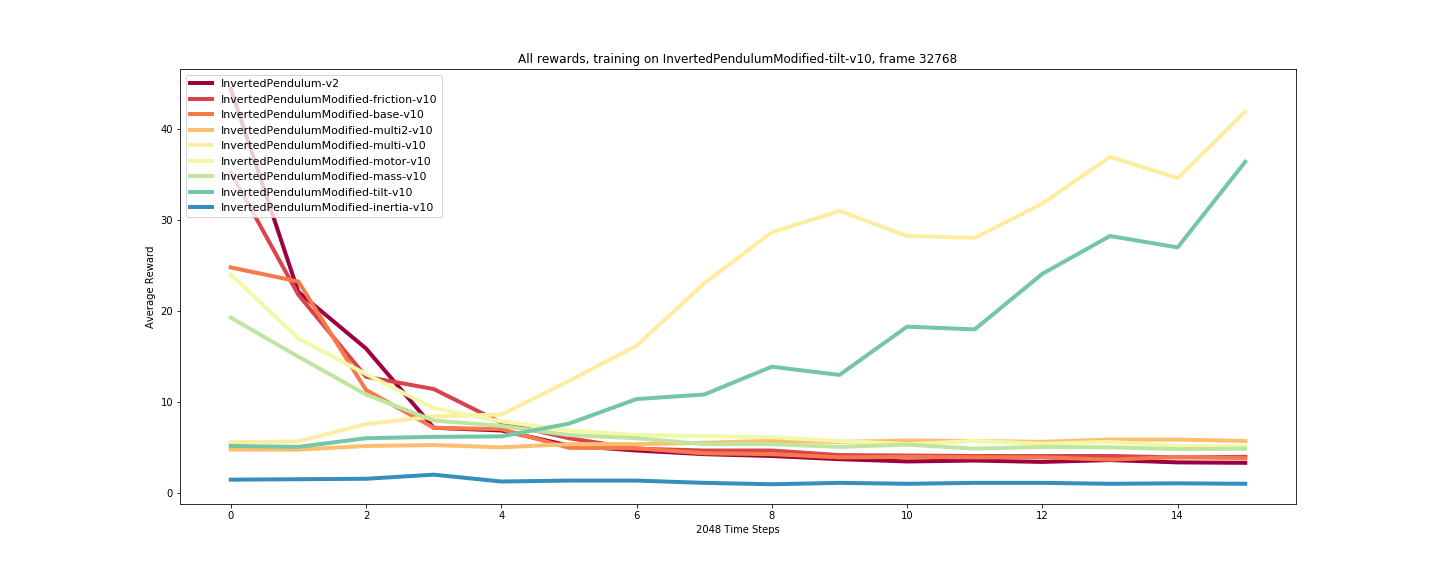 All rewards, training on InvertedPendulumModified-tilt-v10, frame 32768
InvertedPendulum-v2
InvertedPendulumModified-friction-v10
InvertedPendulumModified-base-v10
InvertedPendulumModified-multi2-v10
InvertedPendulumModified-multi-v10
InvertedPendulumModified-motor-v10
InvertedPendulumModified-mass-v10
InvertedPendulumModified-tilt-v10
InvertedPendulumModified-inertia-v10
Average Reward
40
30
20
10
0
0 2 4 6 8 10 12 14
2048 Time Steps